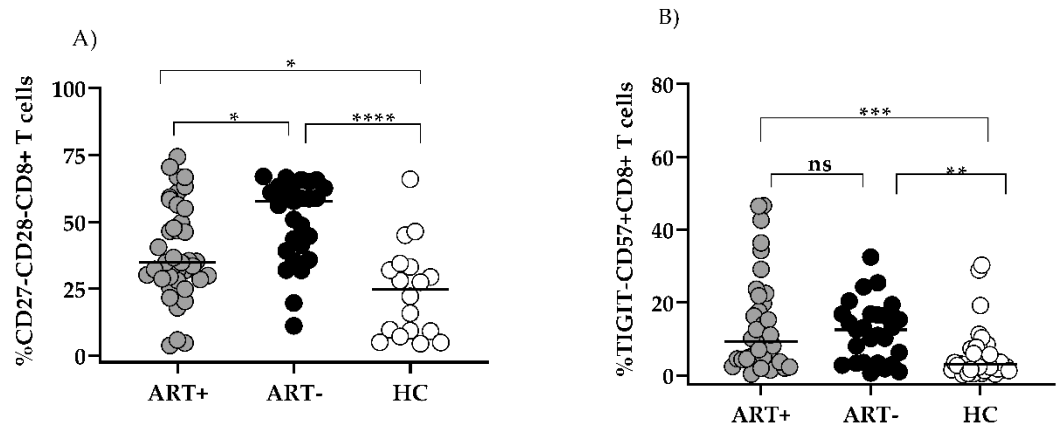 A)
%CD27-CD28-CD8+ T cells
100
75
50
25
0
*
*
****
ART+
ART-
HC
B)
%TIGIT-CD57+CD8+ T cells
80
60
40
20
0
***
ns
**
ART+
ART-
HC